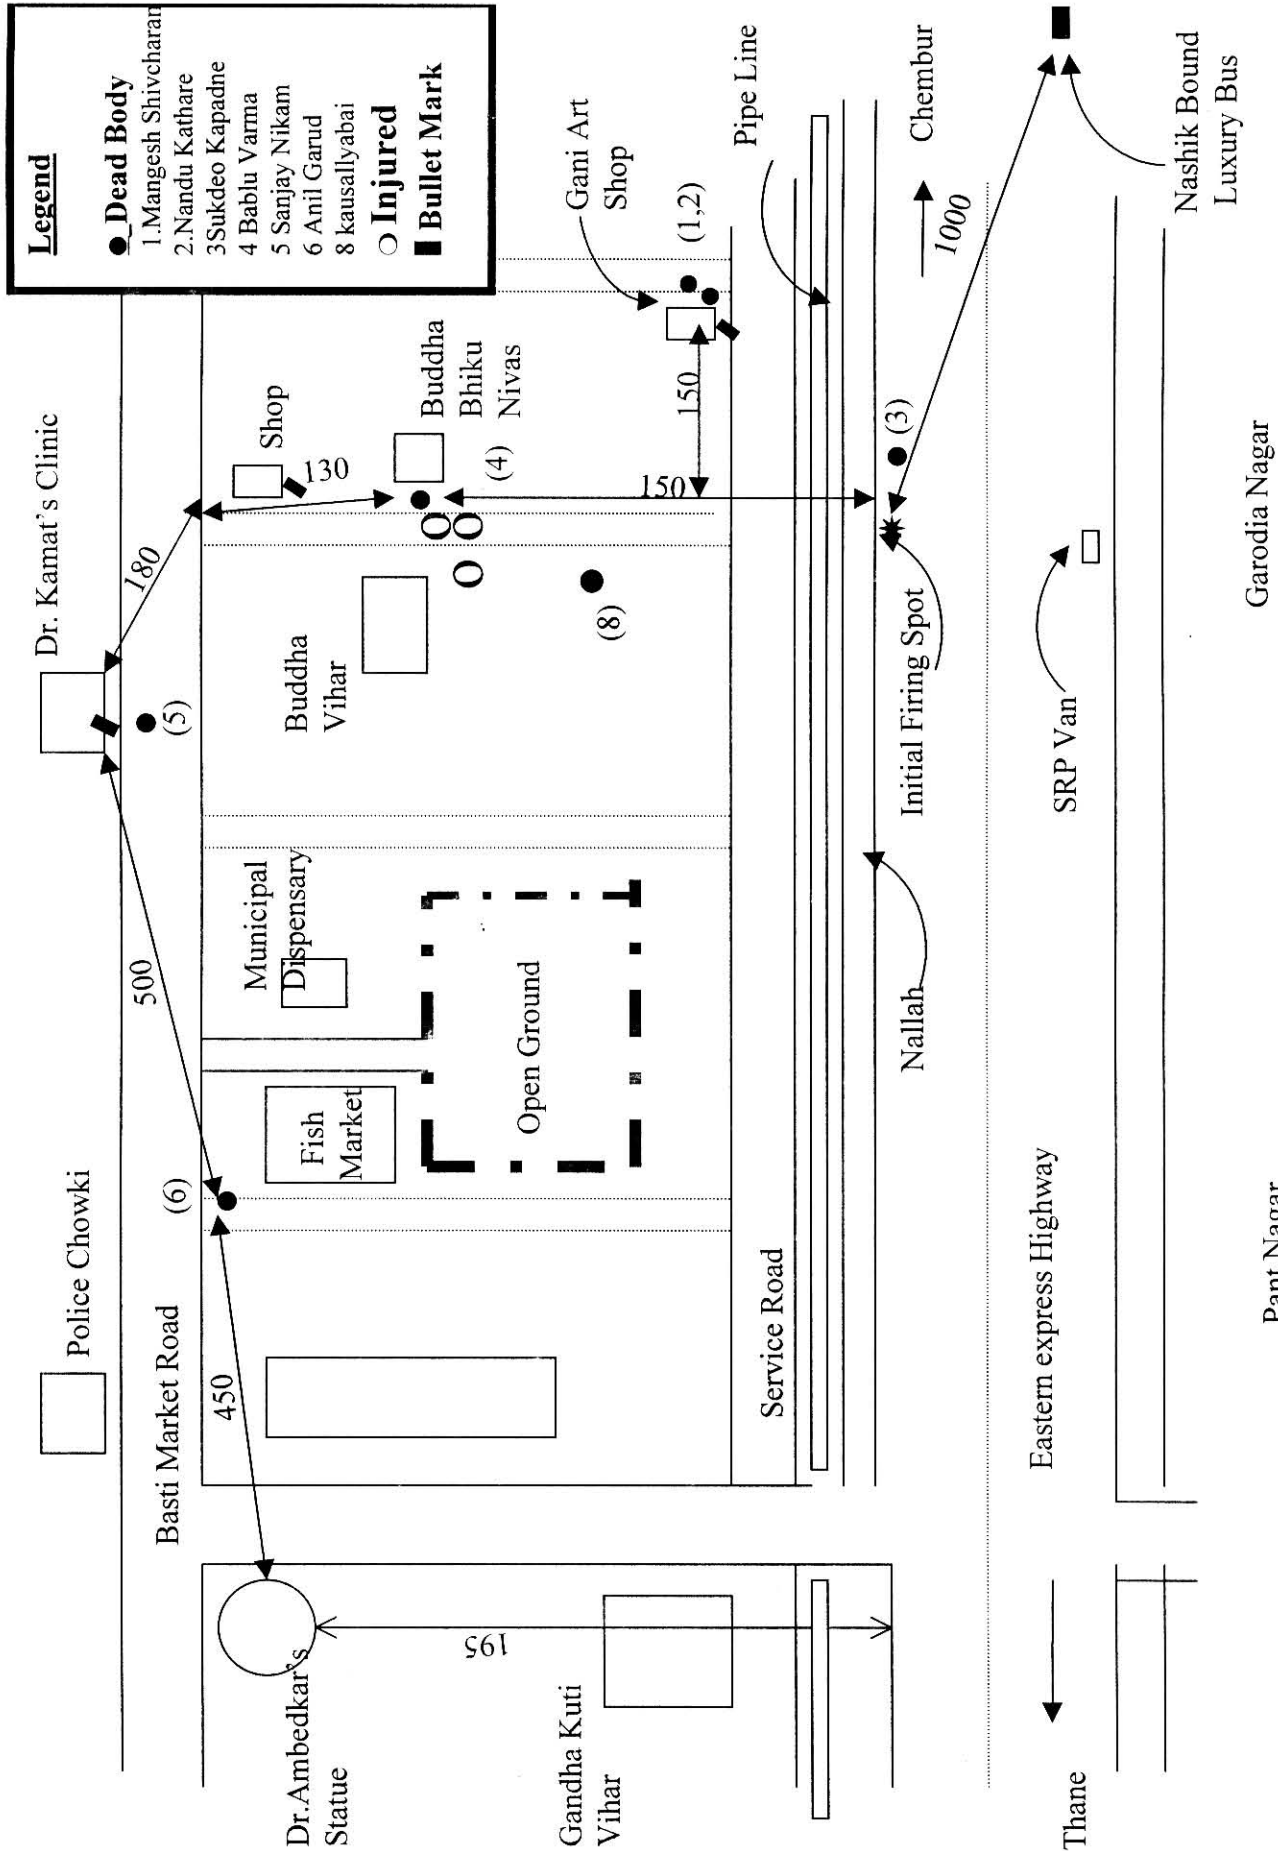 Legend
Dead Body
1.Mangesh Shivcharan
2.Nandu Kathare
3Sukdeo Kapadne
4 Bablu Varma
5 Sanjay Nikam
6 Anil Garud
8 kausallyabai
Injured
Bullet Mark
Dr. Kamat's Clinic
Police Chowki
180
500
(5)
(6)
Basti Market Road
450
Shop
130
Buddha
Bhiku
Nivas
(4)
Gani Art
Shop
(1,2)
150
150
Buddha
Vihar
(8)
Municipal
Dispensary
Fish
Market
Open Ground
Dr.Ambedkar's
Statue
195
Gandha Kuti
Vihar
Service Road
Pipe Line
Chembur
1000
(3)
Initial Firing Spot
Nallah
SRP Van
Eastern express Highway
Thane
Nashik Bound
Luxury Bus
Garodia Nagar
Pant Nagar